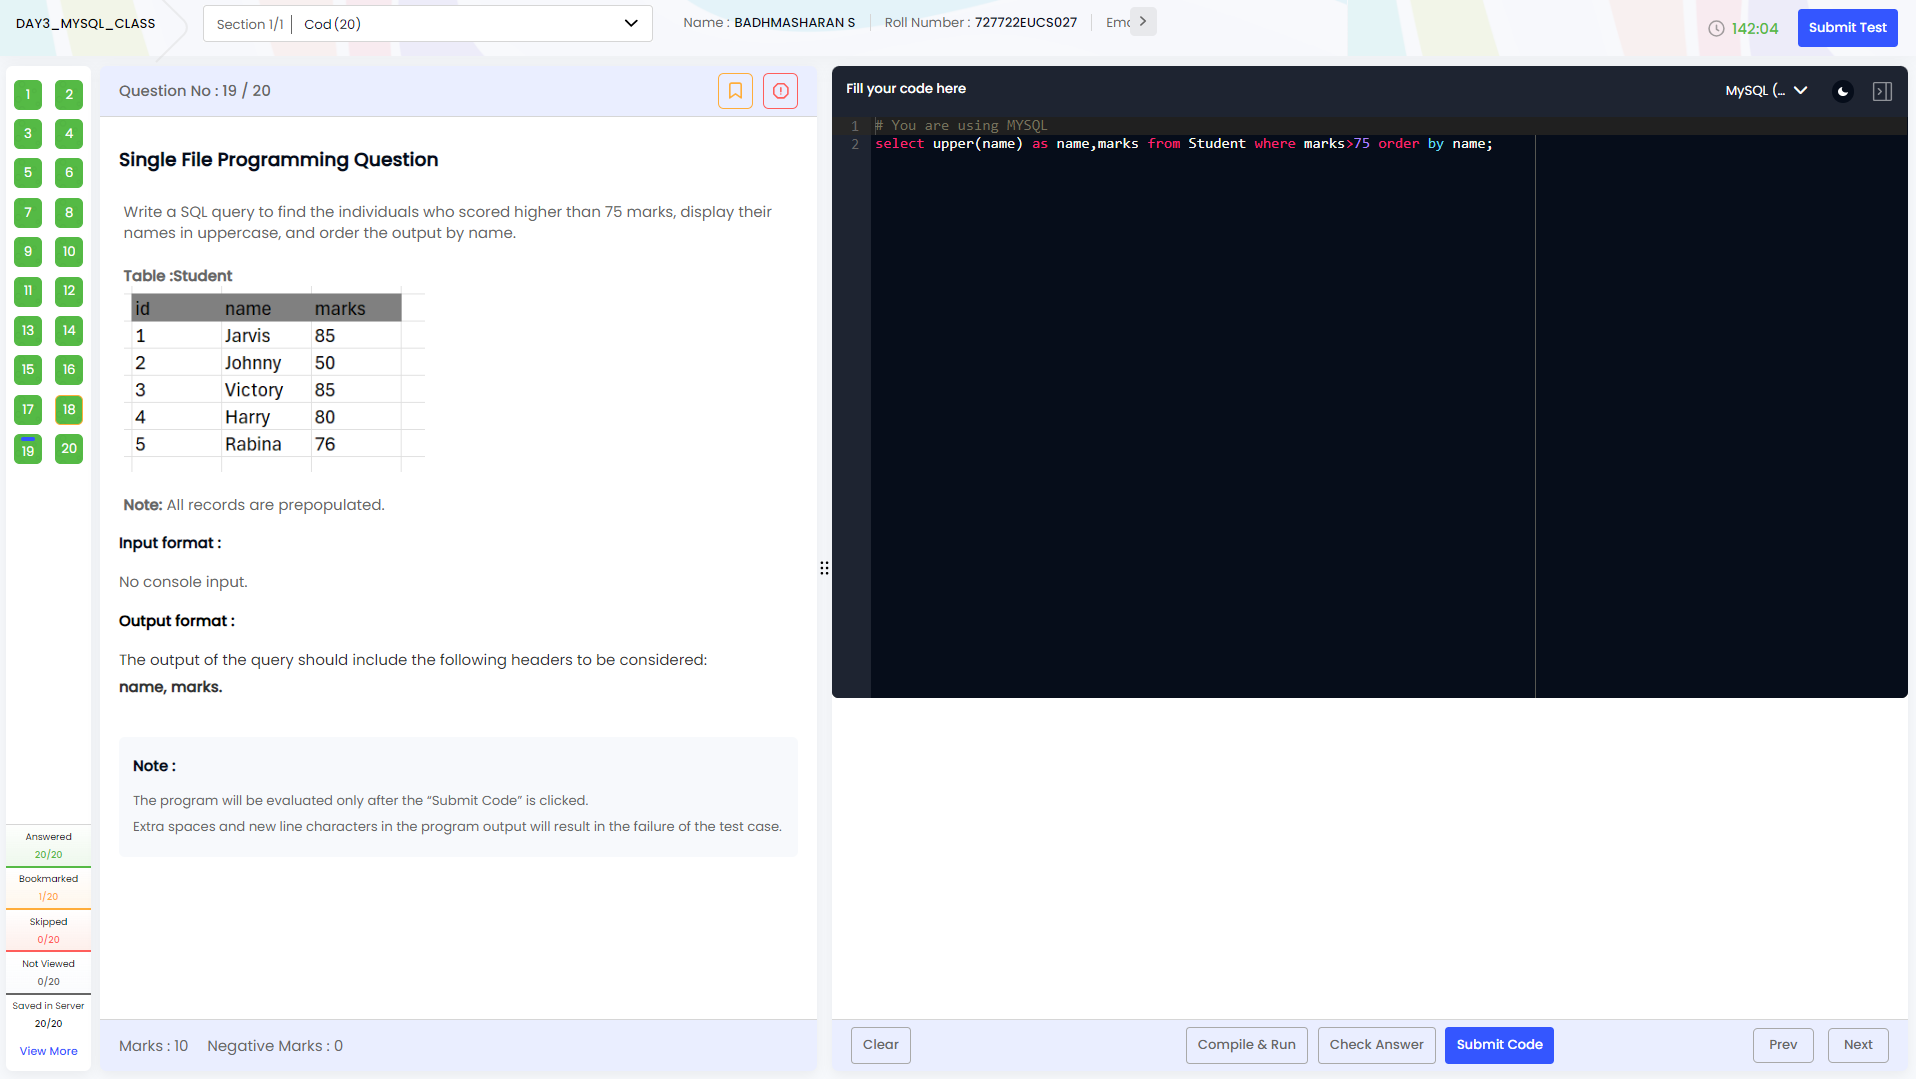 DAY3_MYSQL_CLASS
Section 1/1 | Cod (20)
Name : BADHMASHARAN S
Roll Number : 727722EUCS027
142:04
Submit Test
1 2
3 4
5 6
7 8
9 10
11 12
13 14
15 16
17 18
19 20
Answered
20/20
Bookmarked
1/20
Skipped
0/20
Not Viewed
0/20
Saved in Server
20/20
View More
Question No : 19 / 20
Single File Programming Question
Write a SQL query to find the individuals who scored higher than 75 marks, display their
names in uppercase, and order the output by name.
Table :Student
id name marks
1 Jarvis 85
2 Johnny 50
3 Victory 85
4 Harry 80
5 Rabina 76
Note: All records are prepopulated.
Input format :
No console input.
Output format :
The output of the query should include the following headers to be considered:
name, marks.
Note :
The program will be evaluated only after the “Submit Code” is clicked.
Extra spaces and new line characters in the program output will result in the failure of the test case.
Marks : 10 Negative Marks : 0
Fill your code here
MySQL (...
1 # You are using MYSQL
2 select upper(name) as name,marks from Student where marks>75 order by name;
Clear
Compile & Run
Check Answer
Submit Code
Prev
Next